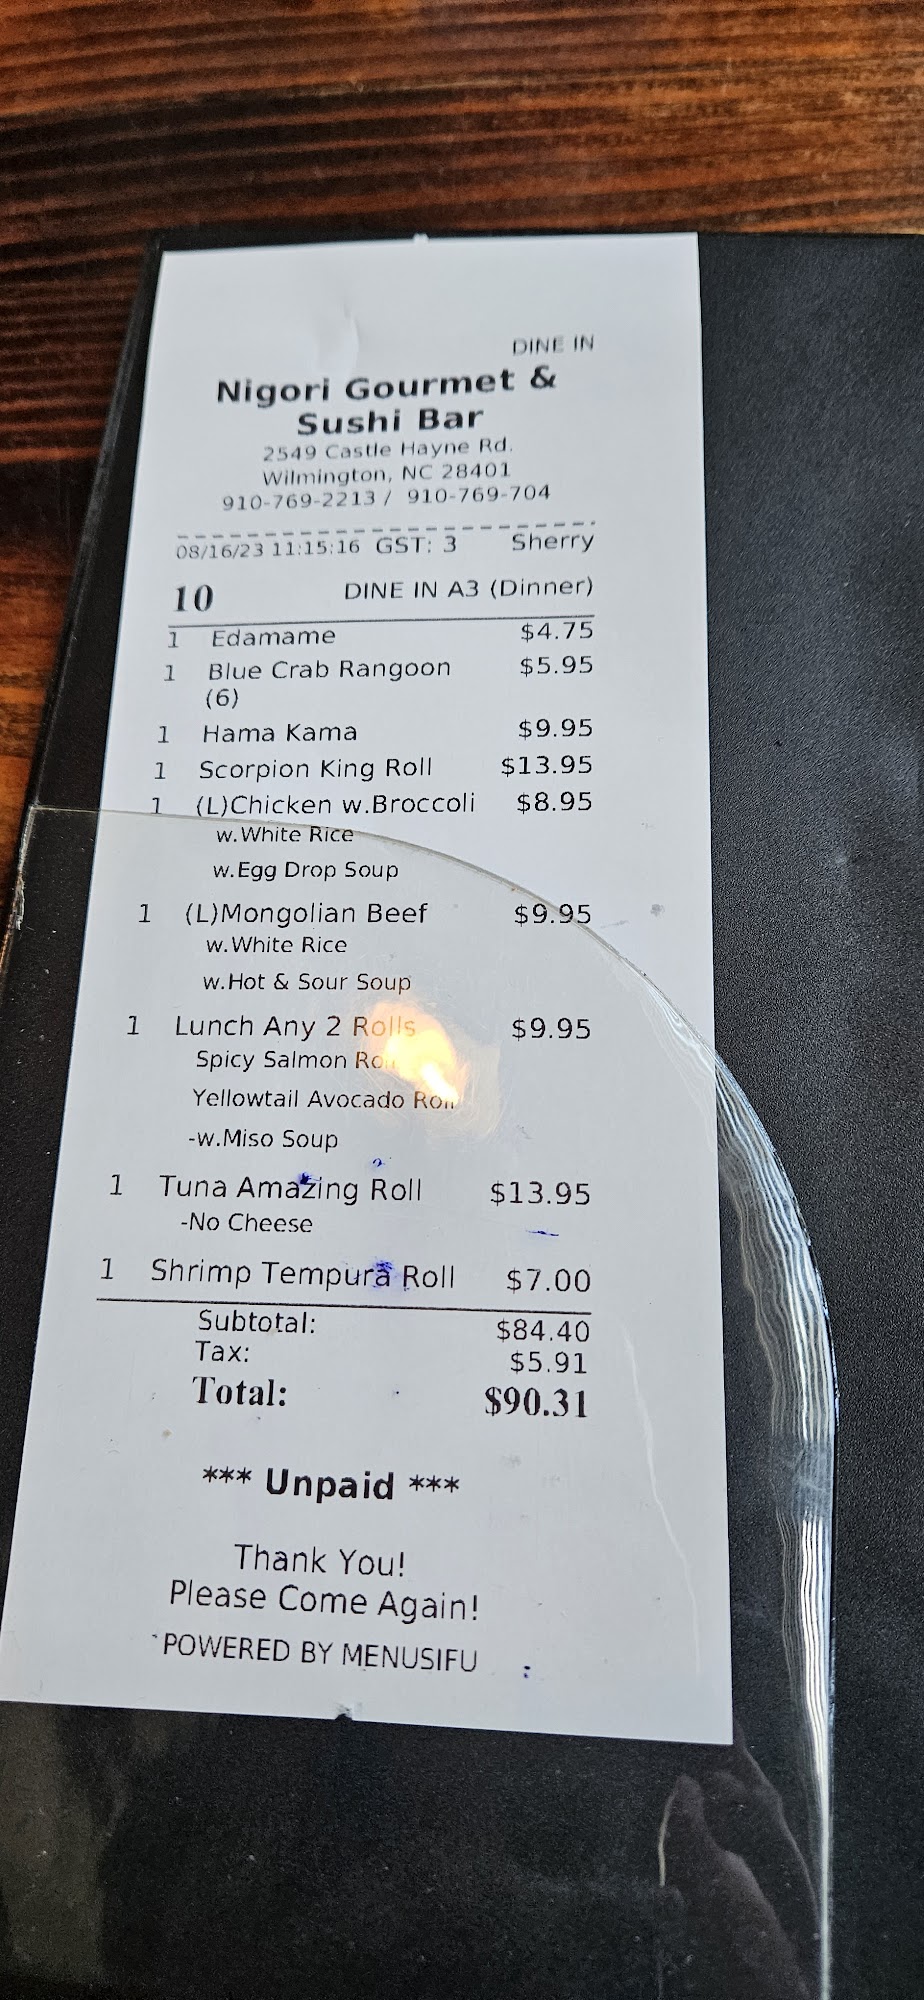 DINE IN
Nigori Gourmet &
Sushi Bar
2549 Castle Hayne Rd.
Wilmington, NC 28401
910-769-2213 / 910-769-704
08/16/23 11:15:16 GST: 3 Sherry
10 DINE IN A3 (Dinner)
1 Edamame $4.75
1 Blue Crab Rangoon $5.95
(6)
1 Hama Kama $9.95
1 Scorpion King Roll $13.95
1 (L)Chicken w.Broccoli $8.95
w.White Rice
w.Egg Drop Soup
1 (L)Mongolian Beef $9.95
w.White Rice
w.Hot & Sour Soup
1 Lunch Any 2 Rolls $9.95
Spicy Salmon Roll
Yellowtail Avocado Roll
-w.Miso Soup
1 Tuna Amazing Roll $13.95
-No Cheese
1 Shrimp Tempura Roll $7.00
Subtotal: $84.40
Tax: $5.91
Total: $90.31
*** Unpaid ***
Thank You!
Please Come Again!
POWERED BY MENUSIFU